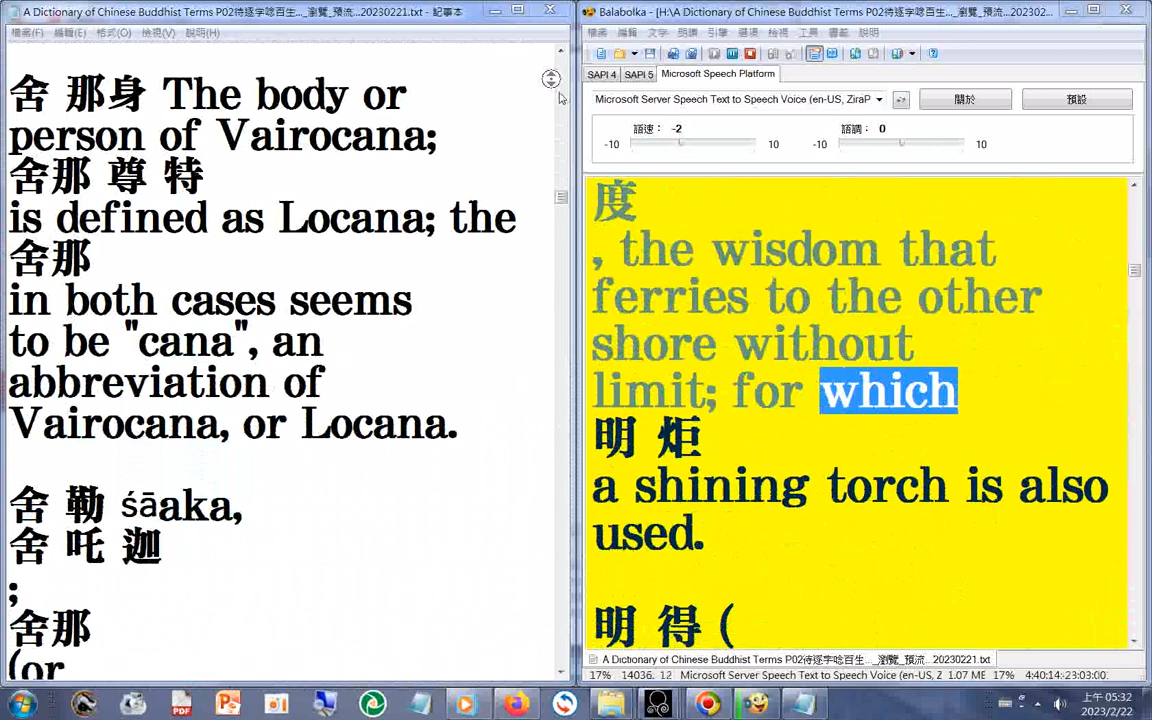 A Dictionary of Chinese Buddhist Terms P02待逐字唸百生..._瀏覽_預流...20230221.txt - 記事本
檔案(F) 編輯(E) 格式(O) 檢視(V) 說明(H)
舍 那身 The body or
person of Vairocana;
舍那 尊 特
is defined as Locana; the
舍那
in both cases seems
to be "cana", an
abbreviation of
Vairocana, or Locana.
舍 勒 śāaka,
舍 吒 迦
;
舍那
(or
Balabolka - [H:\A Dictionary of Chinese Buddhist Terms P02待逐字唸百生..._瀏覽_預流...202302...
檔案 編輯 文字 朗讀 引擎 選項 檢視 工具 書籤 說明
SAPI 4 SAPI 5 Microsoft Speech Platform
Microsoft Server Speech Text to Speech Voice (en-US, ZiraP
關於
預設
語速： -2
語調： 0
-10 10 -10 10
度
, the wisdom that
ferries to the other
shore without
limit; for which
明 炬
a shining torch is also
used.
明 得 (
A Dictionary of Chinese Buddhist Terms P02待逐字唸百生..._瀏覽_預流...20230221.txt
17% 14036. 12 Microsoft Server Speech Text to Speech Voice (en-US, Z 1.07 ME 17% 4:40:14:-23:03:00.
PDF
上午 05:32
2023/2/22